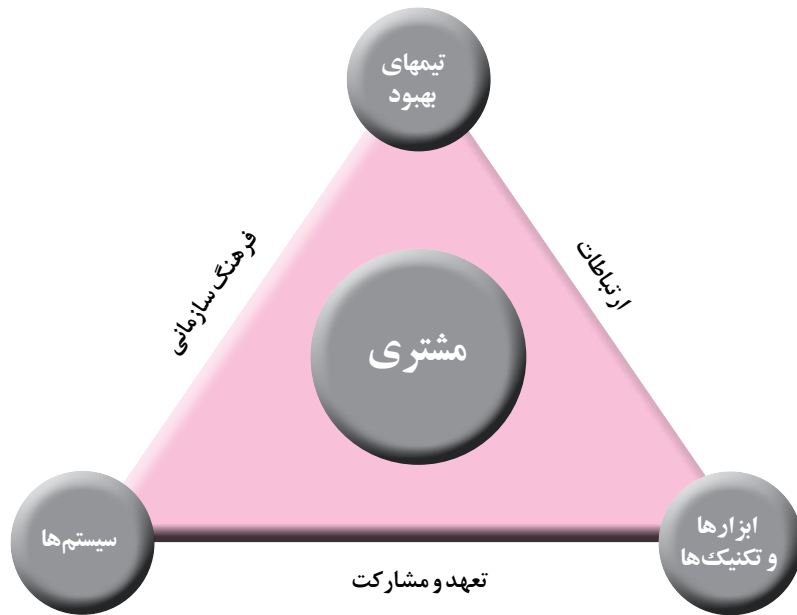 تیمهای
بهبود
فرهنگ سازمانی
ارتباطات
مشتری
سیستم‌ها
ابزارها
و تکنیک‌ها
تعهد و مشارکت